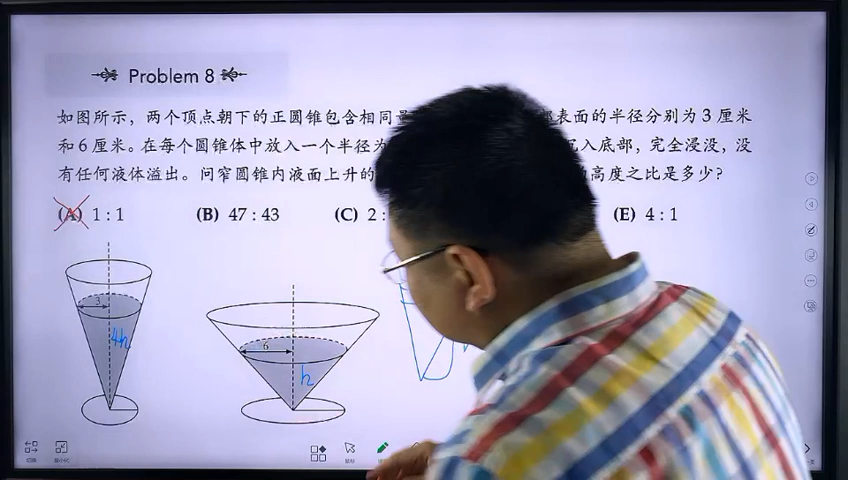 Problem 8
如图所示，两个顶点朝下的正圆锥包含相同 表面的半径分别为 3 厘米
和 6 厘米。在每个圆锥体中放入一个半径为 沉入底部，完全浸没，没
有任何液体溢出。问窄圆锥内液面上升的 高度之比是多少？
(A) 1 : 1 (B) 47 : 43 (C) 2 : (E) 4 : 1
3
4h
6
h